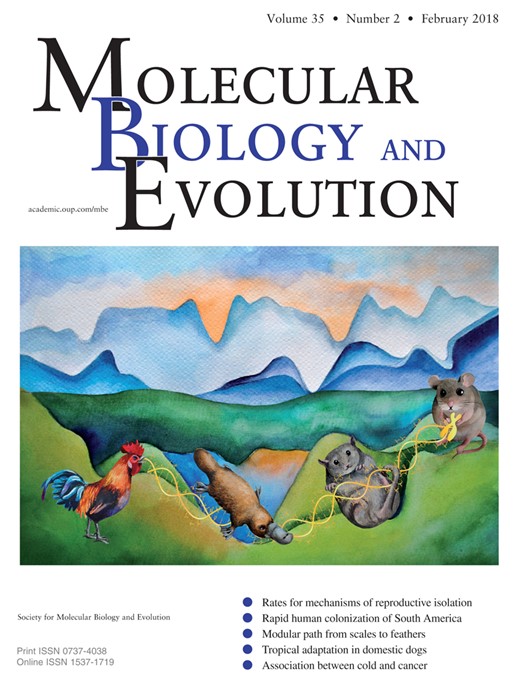 Volume 35 • Number 2 • February 2018
MOLECULAR
BIOLOGY AND
EVOLUTION
academic.oup.com/mbe
Society for Molecular Biology and Evolution
Print ISSN 0737-4038
Online ISSN 1537-1719
● Rates for mechanisms of reproductive isolation
● Rapid human colonization of South America
● Modular path from scales to feathers
● Tropical adaptation in domestic dogs
● Association between cold and cancer